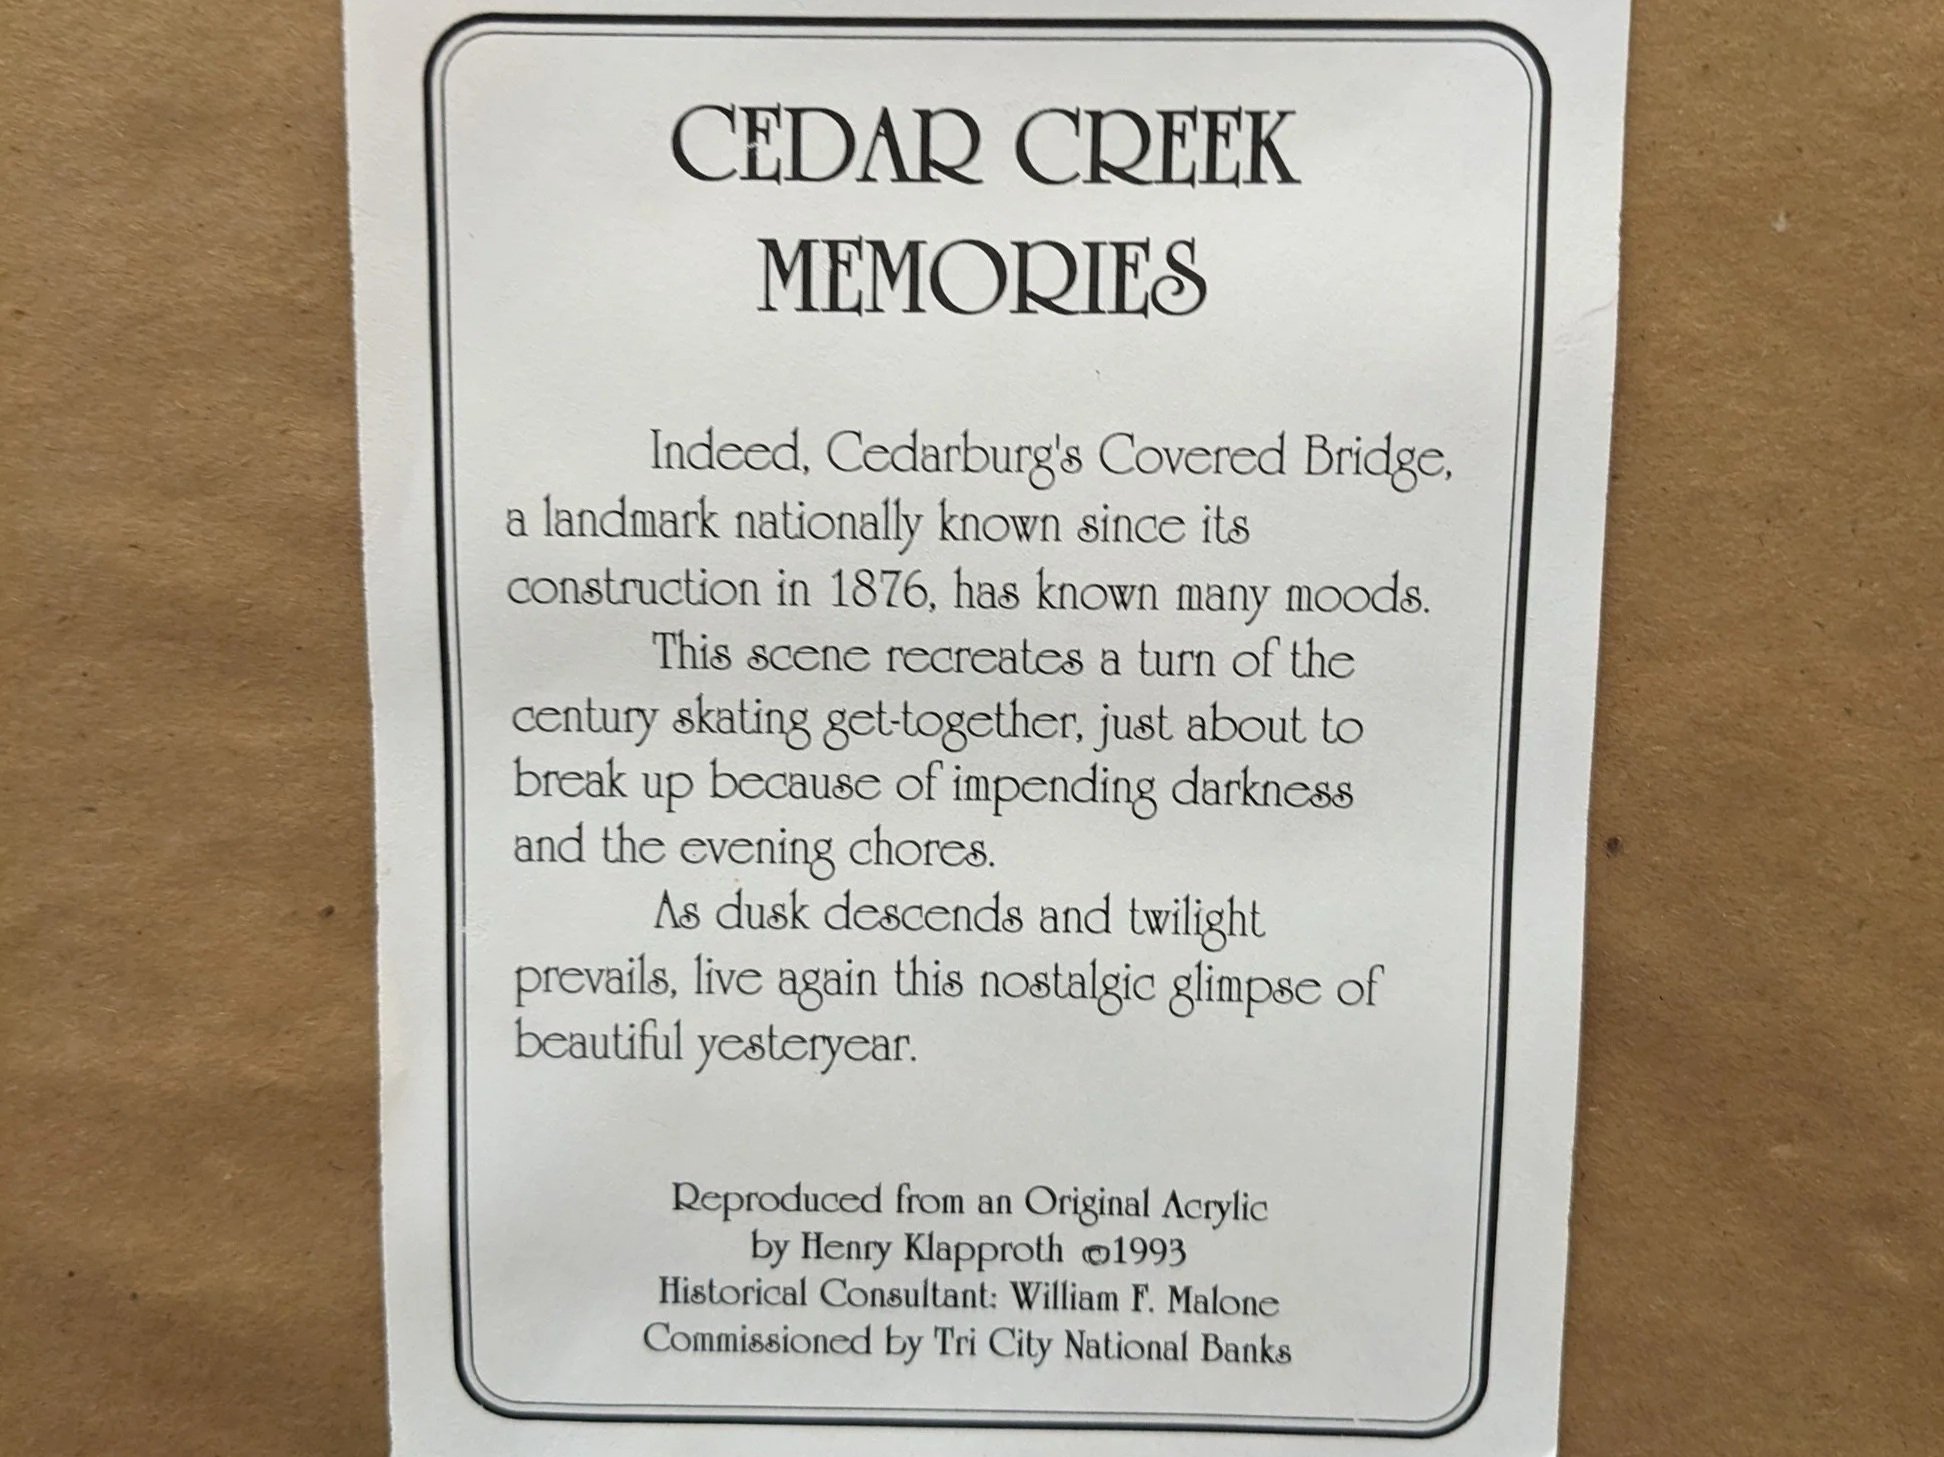 CEDAR CREEK
MEMORIES
Indeed, Cedarburg's Covered Bridge,
a landmark nationally known since its
construction in 1876, has known many moods.
This scene recreates a turn of the
century skating get-together, just about to
break up because of impending darkness
and the evening chores.
As dusk descends and twilight
prevails, live again this nostalgic glimpse of
beautiful yesteryear.
Reproduced from an Original Acrylic
by Henry Klapproth ©1993
Historical Consultant: William F. Malone
Commissioned by Tri City National Banks